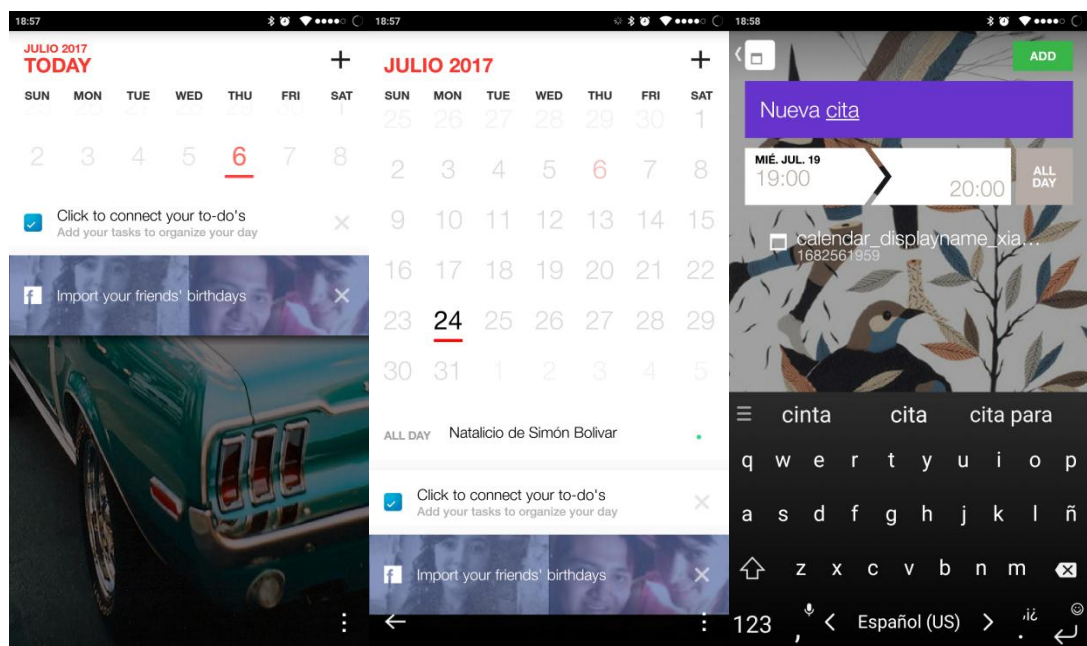 18:57
JULIO 2017
TODAY
+
SUN MON TUE WED THU FRI SAT
2 3 4 5 6 7 8
Click to connect your to-do's
Add your tasks to organize your day
Import your friends' birthdays
18:57
JULIO 2017
+
SUN MON TUE WED THU FRI SAT
25 26 27 28 29 30 1
2 3 4 5 6 7 8
9 10 11 12 13 14 15
16 17 18 19 20 21 22
23 24 25 26 27 28 29
30 31 1 2 3 4 5
ALL DAY Natalicio de Simón Bolivar
Click to connect your to-do's
Add your tasks to organize your day
Import your friends' birthdays
18:58
ADD
Nueva cita
MIÉ. JUL. 19
19:00
20:00
ALL
DAY
calendar_displayname_xia...
1682561959
cinta cita cita para
q w e r t y u i o p
a s d f g h j k l ñ
z x c v b n m
123 , < Español (US) > .,¡¿